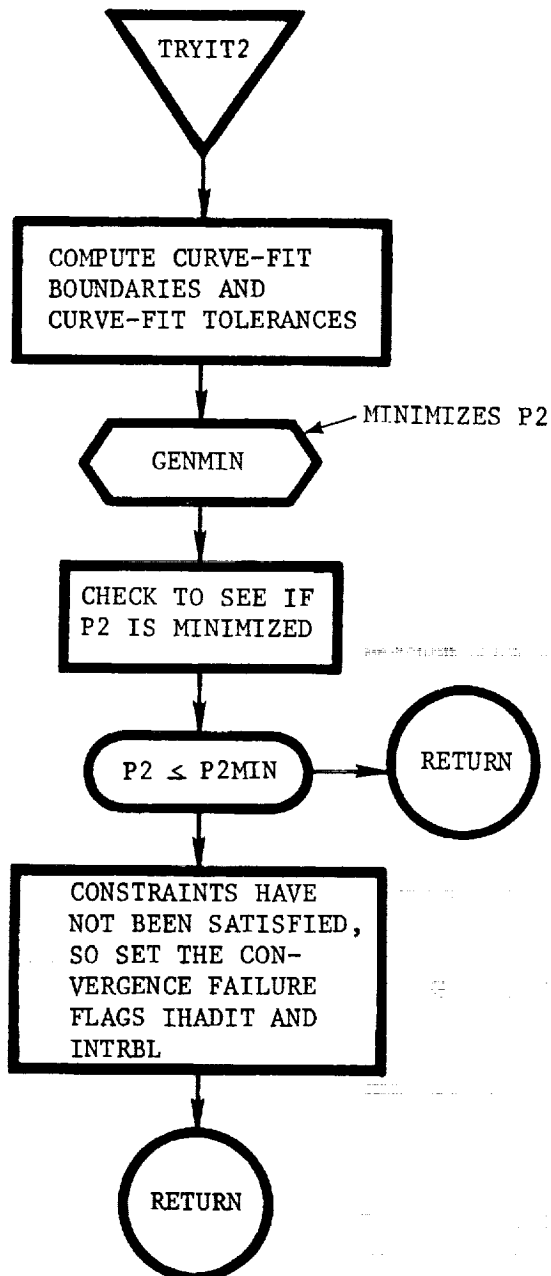 TRYIT2
COMPUTE CURVE-FIT
BOUNDARIES AND
CURVE-FIT TOLERANCES
MINIMIZES P2
GENMIN
CHECK TO SEE IF
P2 IS MINIMIZED
P2 ≤ P2MIN
RETURN
CONSTRAINTS HAVE
NOT BEEN SATISFIED,
SO SET THE CON-
VERGENCE FAILURE
FLAGS IHADIT AND
INTRBL
RETURN